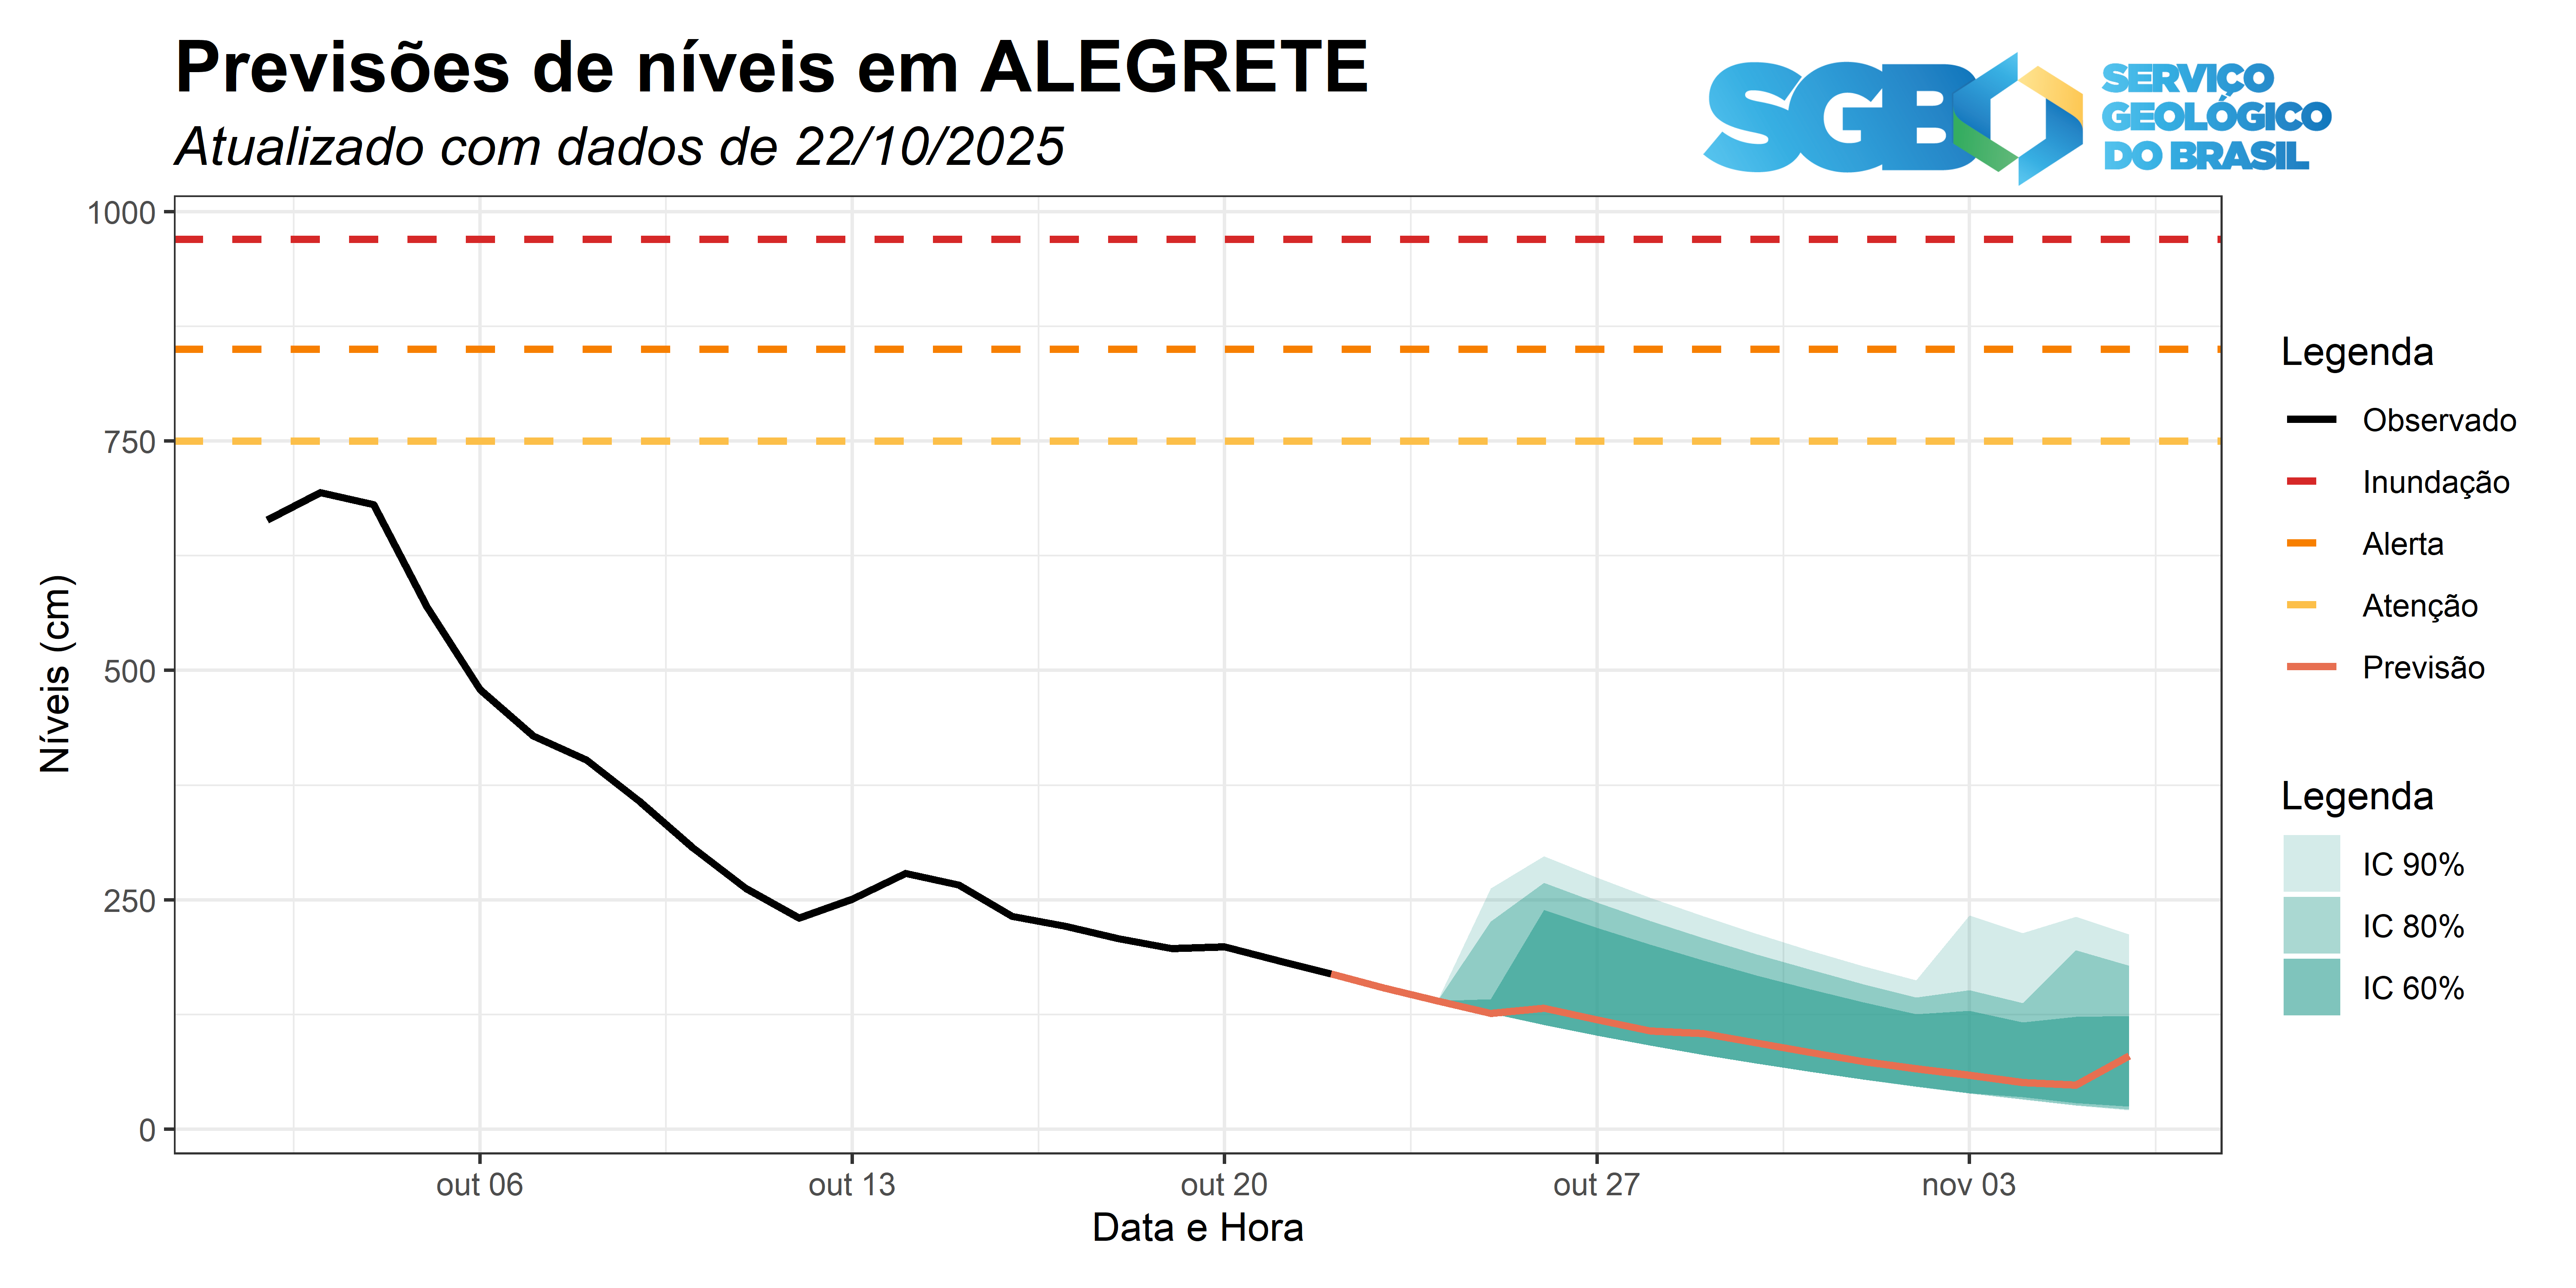 Previsões de níveis em ALEGRETE
Atualizado com dados de 22/10/2025
SGB
SERVIÇO
GEOLÓGICO
DO BRASIL
1000
750
500
250
0
Níveis (cm)
out 06
out 13
out 20
out 27
nov 03
Data e Hora
Legenda
Observado
Inundação
Alerta
Atenção
Previsão
Legenda
IC 90%
IC 80%
IC 60%